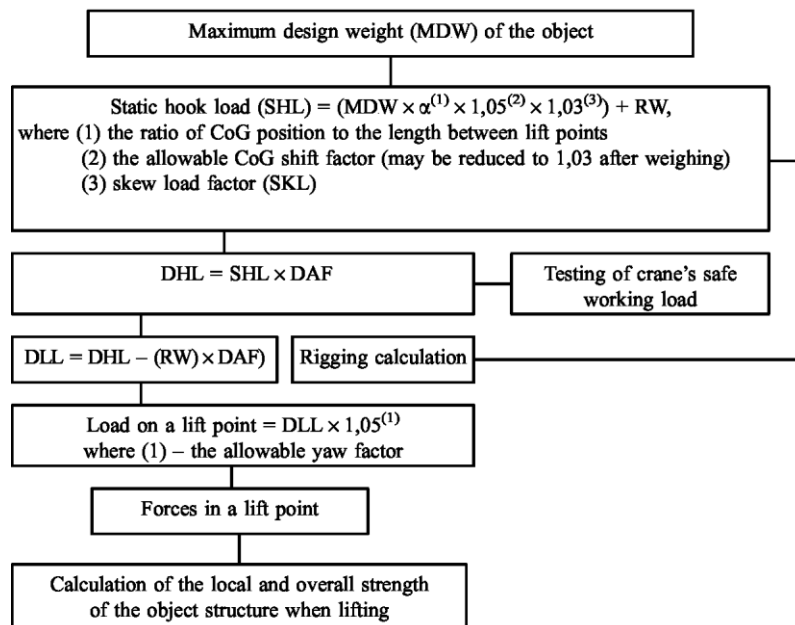 Maximum design weight (MDW) of the object
Static hook load (SHL) = (MDW × α⁽¹⁾ × 1,05⁽²⁾ × 1,03⁽³⁾) + RW,
where (1) the ratio of CoG position to the length between lift points
(2) the allowable CoG shift factor (may be reduced to 1,03 after weighing)
(3) skew load factor (SKL)
DHL = SHL × DAF
Testing of crane's safe
working load
DLL = DHL – (RW) × DAF)
Rigging calculation
Load on a lift point = DLL × 1,05⁽¹⁾
where (1) – the allowable yaw factor
Forces in a lift point
Calculation of the local and overall strength
of the object structure when lifting